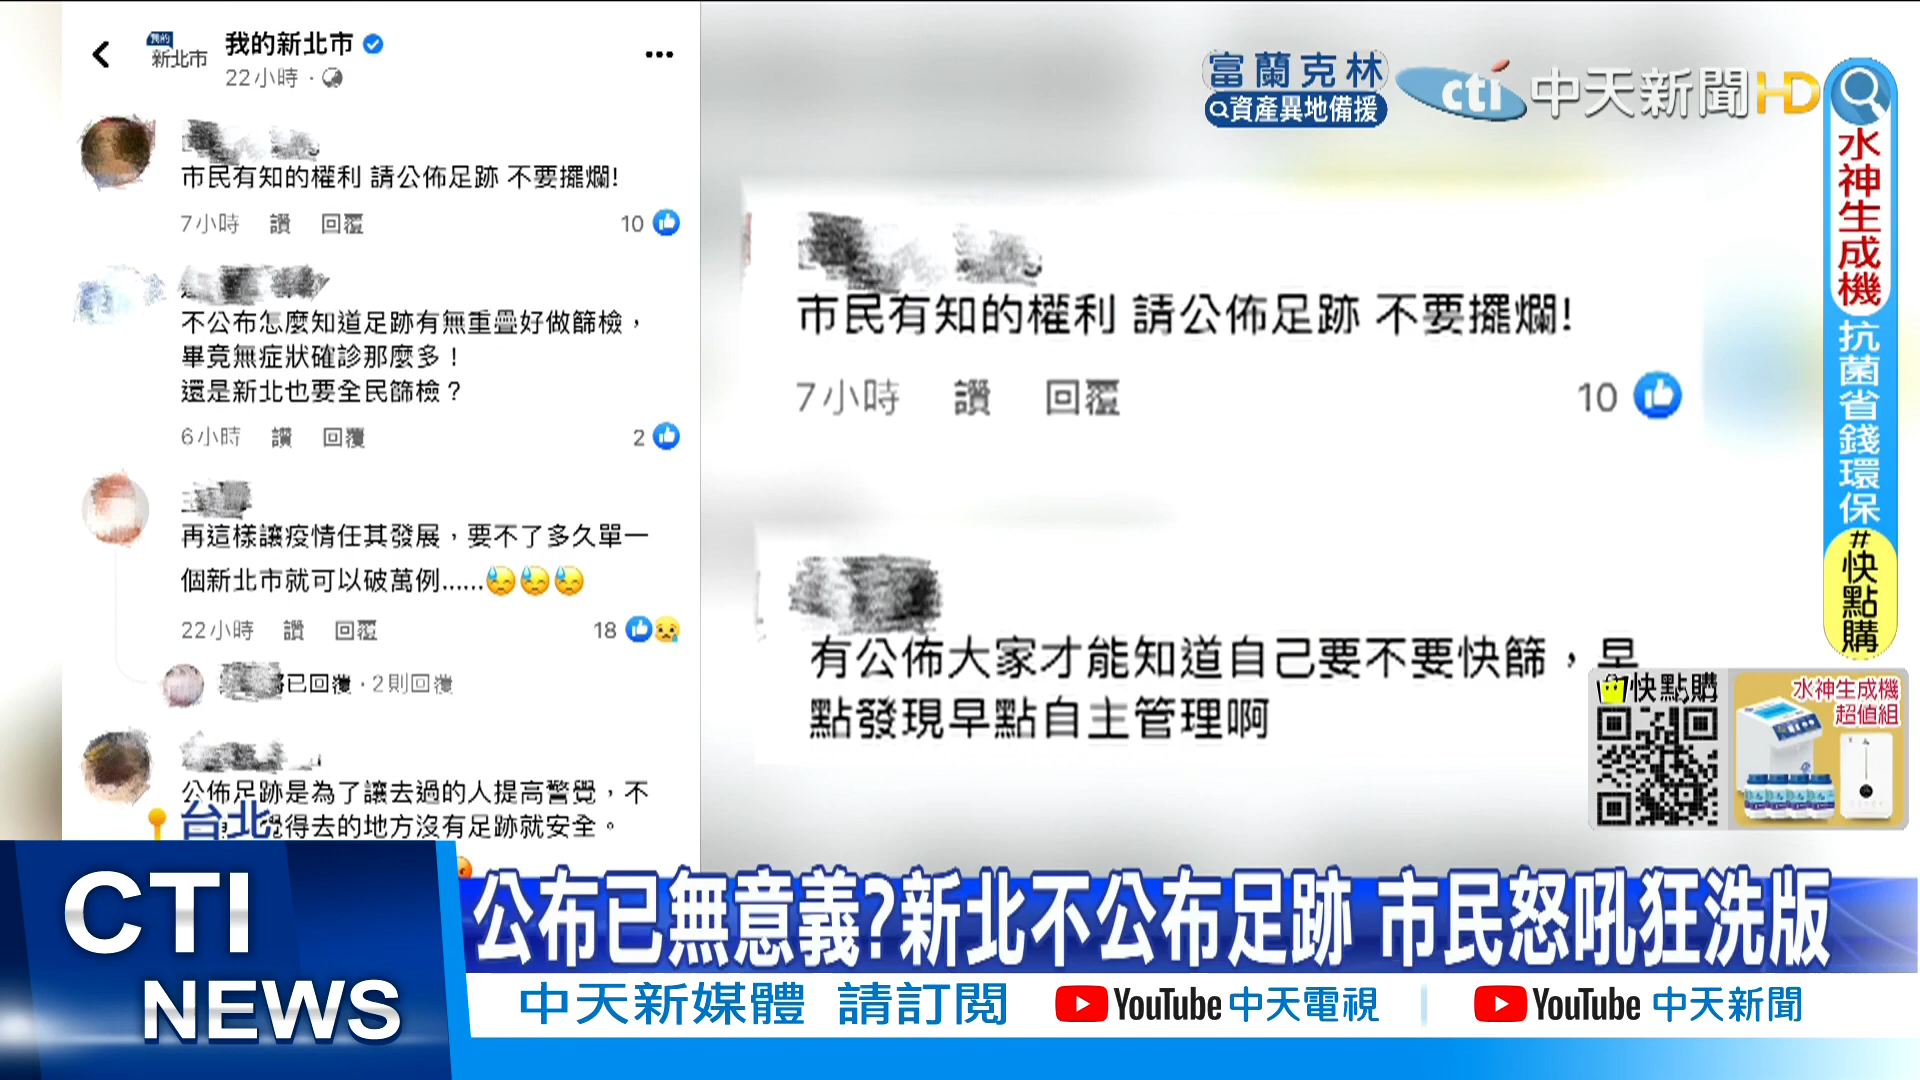 我的新北市
我的
新北市
22小時 ·
市民有知的權利 請公佈足跡 不要擺爛!
7小時 讚 回覆 10
不公布怎麼知道足跡有無重疊好做篩檢，
畢竟無症狀確診那麼多！
還是新北也要全民篩檢？
6小時 讚 回覆 2
再這樣讓疫情任其發展，要不了多久單一
個新北市就可以破萬例......😓😓😓
22小時 讚 回覆 18
已回覆 · 2則回覆
公佈足跡是為了讓去過的人提高警覺，不
覺得去的地方沒有足跡就安全。
台北
富蘭克林
資產異地備援
cti 中天新聞HD
市民有知的權利 請公佈足跡 不要擺爛!
7小時 讚 回覆 10
有公佈大家才能知道自己要不要快篩，早
點發現早點自主管理啊
水神生成機
抗菌省錢環保
#快點購
快點購
水神生成機
超值組
CTI
NEWS
公布已無意義?新北不公布足跡 市民怒吼狂洗版
中天新媒體 請訂閱 YouTube 中天電視 YouTube 中天新聞